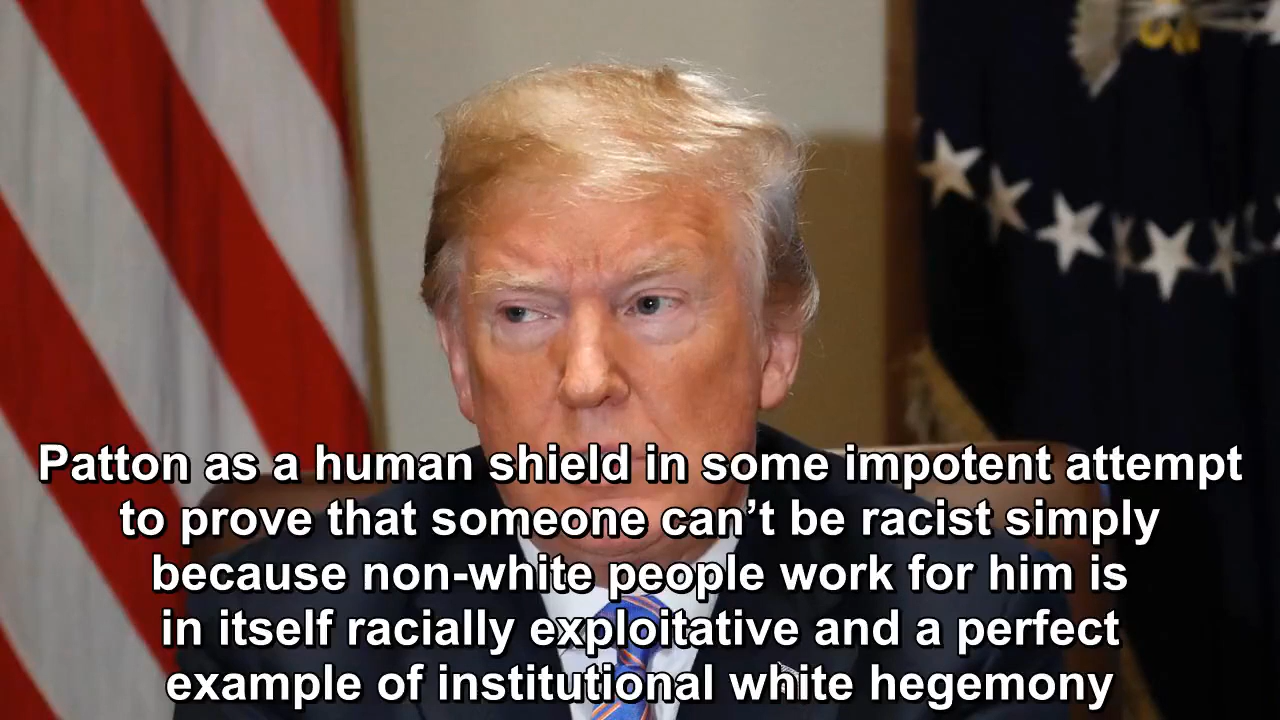 Patton as a human shield in some impotent attempt
to prove that someone can’t be racist simply
because non-white people work for him is
in itself racially exploitative and a perfect
example of institutional white hegemony